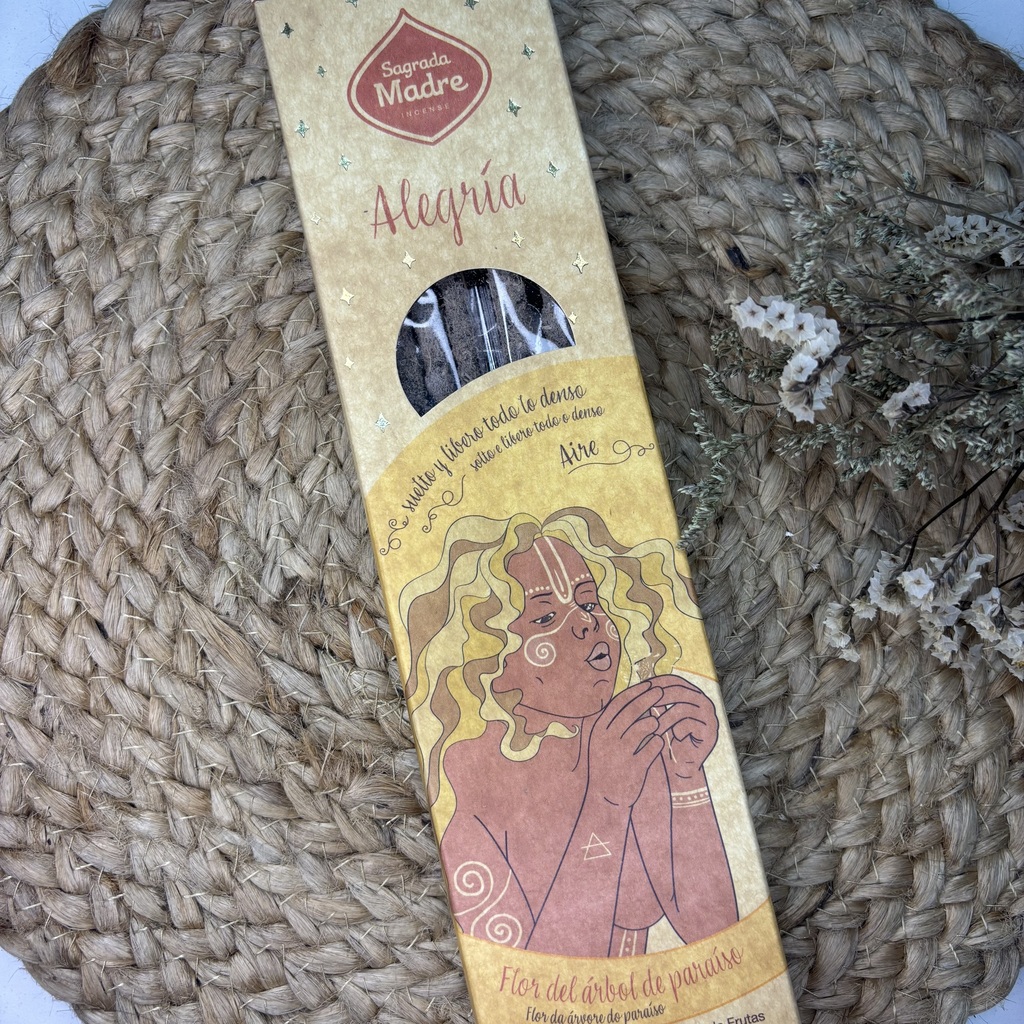 Sagrada
Madre
INCENSE
Alegría
suelto y libero todo lo denso
solto e libero todo o denso
Aire
Flor del árbol de paraíso
Flor da árvore do paraíso
Frutas